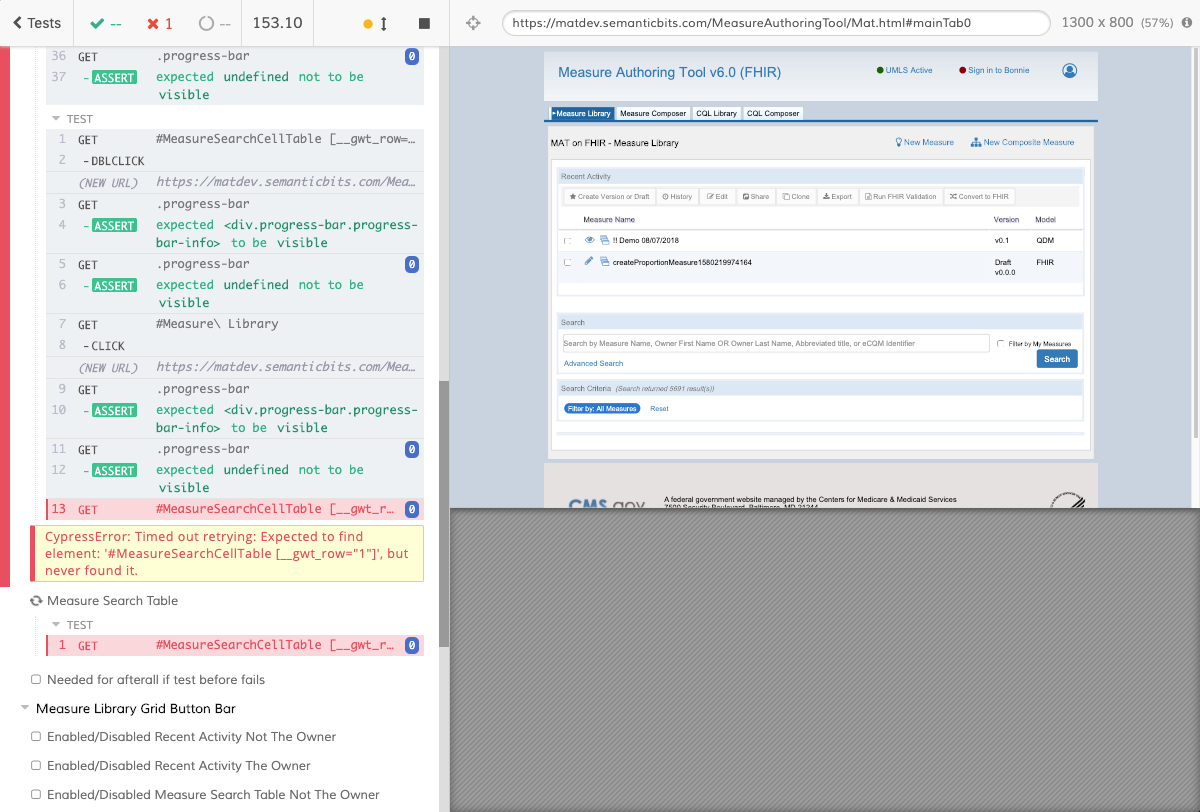 Tests
--
1
--
153.10
https://matdev.semanticbits.com/MeasureAuthoringTool/Mat.html#mainTab0
1300 x 800 (57%)
36 GET .progress-bar 0
37 - ASSERT expected undefined not to be
visible
TEST
1 GET #MeasureSearchCellTable [__gwt_row=…
2 - DBLCLICK
(NEW URL) https://matdev.semanticbits.com/Mea…
3 GET .progress-bar
4 - ASSERT expected <div.progress-bar.progress-
bar-info> to be visible
5 GET .progress-bar 0
6 - ASSERT expected undefined not to be
visible
7 GET #Measure\ Library
8 - CLICK
(NEW URL) https://matdev.semanticbits.com/Mea…
9 GET .progress-bar
10 - ASSERT expected <div.progress-bar.progress-
bar-info> to be visible
11 GET .progress-bar 0
12 - ASSERT expected undefined not to be
visible
13 GET #MeasureSearchCellTable [__gwt_r… 0
CypressError: Timed out retrying: Expected to find
element: '#MeasureSearchCellTable [__gwt_row="1"]', but
never found it.
Measure Search Table
TEST
1 GET #MeasureSearchCellTable [__gwt_r… 0
Needed for afterall if test before fails
Measure Library Grid Button Bar
Enabled/Disabled Recent Activity Not The Owner
Enabled/Disabled Recent Activity The Owner
Enabled/Disabled Measure Search Table Not The Owner
Measure Authoring Tool v6.0 (FHIR)
UMLS Active
Sign in to Bonnie
Measure Library Measure Composer CQL Library CQL Composer
MAT on FHIR - Measure Library
New Measure
New Composite Measure
Recent Activity
Create Version or Draft History Edit Share Clone Export Run FHIR Validation Convert to FHIR
Measure Name Version Model
!! Demo 08/07/2018 v0.1 QDM
createProportionMeasure1580219974164 Draft FHIR
v0.0.0
Search
Search by Measure Name, Owner First Name OR Owner Last Name, Abbreviated title, or eCQM Identifier
Filter by My Measures
Advanced Search
Search
Search Criteria (Search returned 5691 result(s))
Filter by: All Measures Reset
CMS.gov
A federal government website managed by the Centers for Medicare & Medicaid Services
7500 Security Boulevard, Baltimore, MD 21244